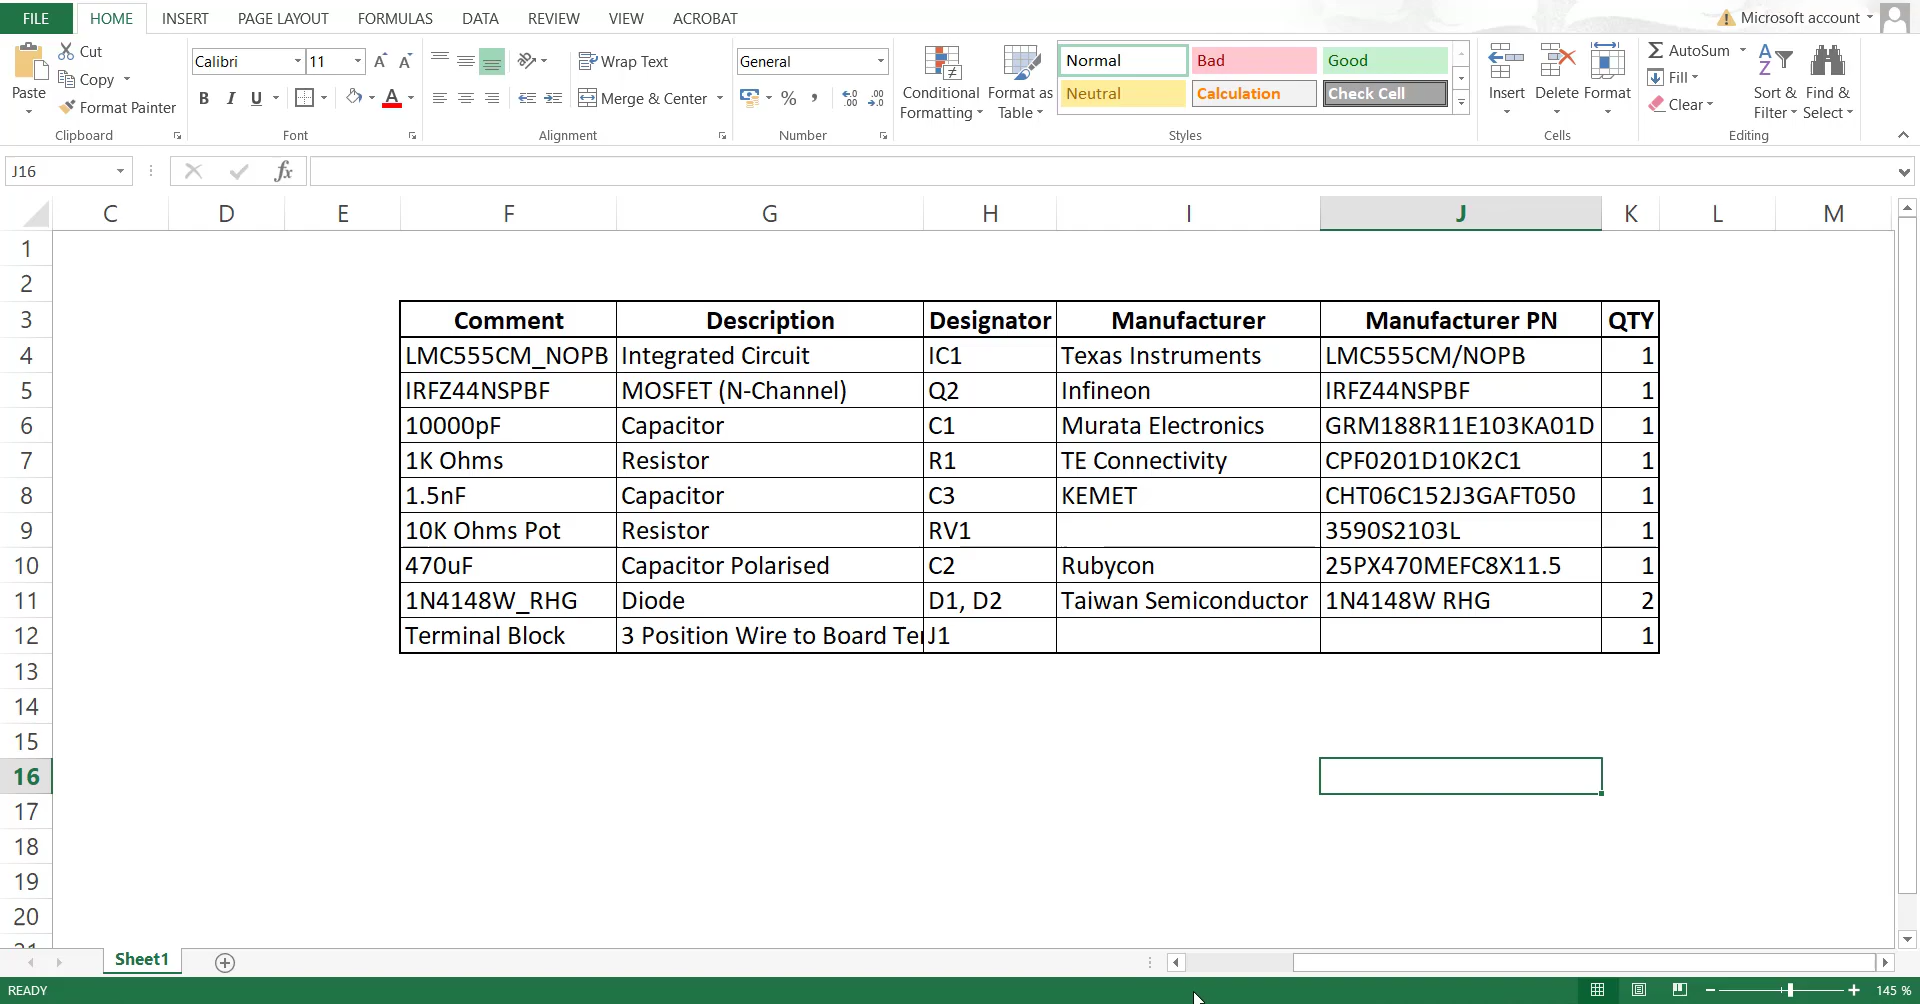 FILE HOME INSERT PAGE LAYOUT FORMULAS DATA REVIEW VIEW ACROBAT Microsoft account
Paste Cut Copy Format Painter Clipboard
Calibri 11 B I U A Font
Wrap Text Merge & Center Alignment
General % , Number
Conditional Formatting Format as Table
Normal Bad Good
Neutral Calculation Check Cell
Styles
Insert Delete Format Cells
AutoSum Fill Clear Sort & Filter Find & Select Editing
J16 fx
C D E F G H I J K L M
1
2
3 Comment Description Designator Manufacturer Manufacturer PN QTY
4 LMC555CM_NOPB Integrated Circuit IC1 Texas Instruments LMC555CM/NOPB 1
5 IRFZ44NSPBF MOSFET (N-Channel) Q2 Infineon IRFZ44NSPBF 1
6 10000pF Capacitor C1 Murata Electronics GRM188R11E103KA01D 1
7 1K Ohms Resistor R1 TE Connectivity CPF0201D10K2C1 1
8 1.5nF Capacitor C3 KEMET CHT06C152J3GAFT050 1
9 10K Ohms Pot Resistor RV1 3590S2103L 1
10 470uF Capacitor Polarised C2 Rubycon 25PX470MEFC8X11.5 1
11 1N4148W_RHG Diode D1, D2 Taiwan Semiconductor 1N4148W RHG 2
12 Terminal Block 3 Position Wire to Board Ter J1 1
13
14
15
16
17
18
19
20
21
Sheet1
READY 145 %